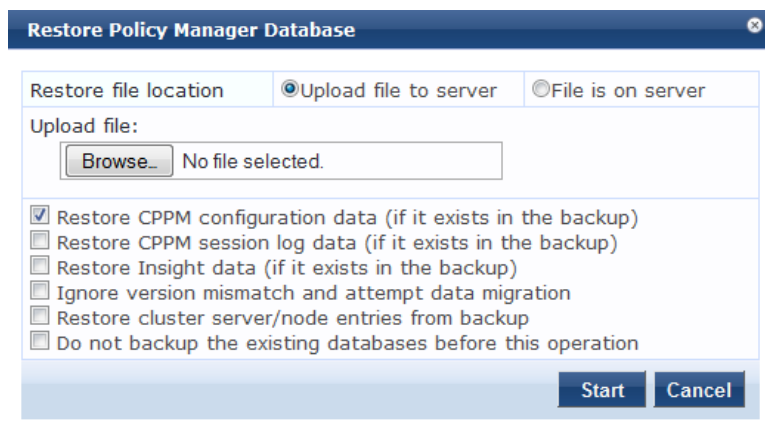 Restore Policy Manager Database
Restore file location Upload file to server File is on server
Upload file:
Browse_ No file selected.
Restore CPPM configuration data (if it exists in the backup)
Restore CPPM session log data (if it exists in the backup)
Restore Insight data (if it exists in the backup)
Ignore version mismatch and attempt data migration
Restore cluster server/node entries from backup
Do not backup the existing databases before this operation
Start Cancel